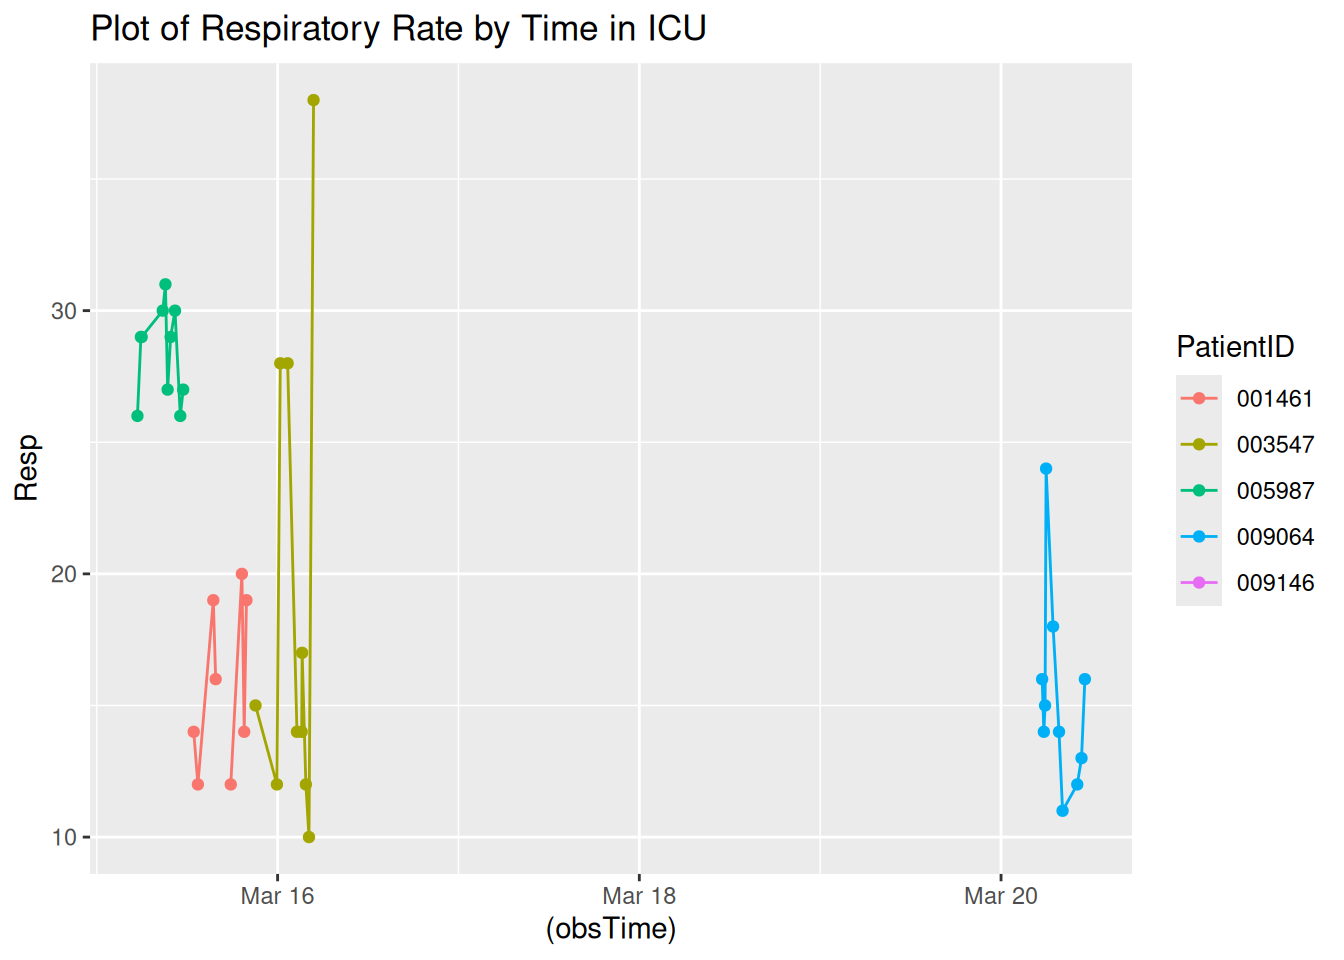 Plot of Respiratory Rate by Time in ICU
Resp
30
20
10
Mar 16
Mar 18
Mar 20
(obsTime)
PatientID
001461
003547
005987
009064
009146